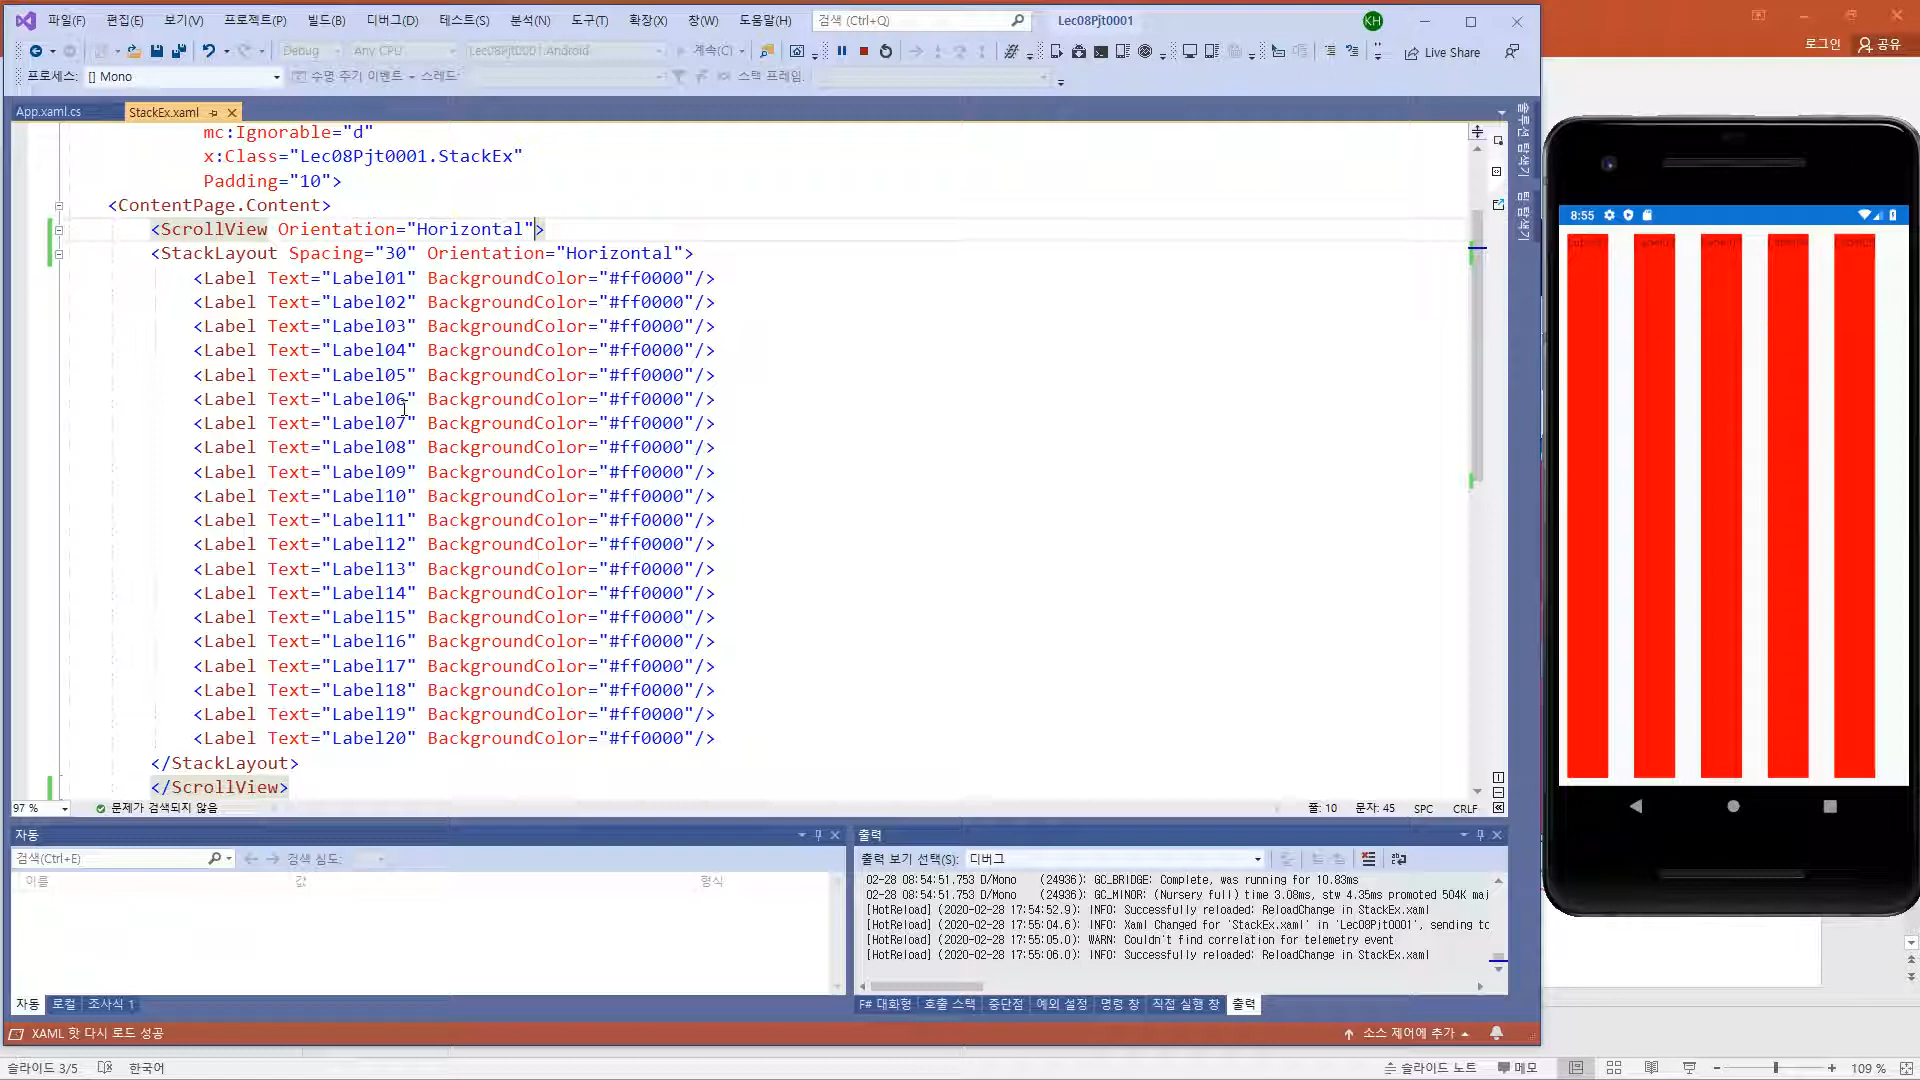 파일(F) 편집(E) 보기(V) 프로젝트(P) 빌드(B) 디버그(D) 테스트(S) 분석(N) 도구(T) 확장(X) 창(W) 도움말(H) 검색 (Ctrl+Q) Lec08Pjt0001 KH
로그인 공유
Debug Any CPU Lec08Pjt0001.Android 계속(C) Live Share
프로세스: [] Mono 수명 주기 이벤트 스레드: 스택 프레임:
App.xaml.cs StackEx.xaml
솔루션 탐색기 팀 탐색기
mc:Ignorable="d"
x:Class="Lec08Pjt0001.StackEx"
Padding="10">
<ContentPage.Content>
<ScrollView Orientation="Horizontal">
<StackLayout Spacing="30" Orientation="Horizontal">
<Label Text="Label01" BackgroundColor="#ff0000"/>
<Label Text="Label02" BackgroundColor="#ff0000"/>
<Label Text="Label03" BackgroundColor="#ff0000"/>
<Label Text="Label04" BackgroundColor="#ff0000"/>
<Label Text="Label05" BackgroundColor="#ff0000"/>
<Label Text="Label06" BackgroundColor="#ff0000"/>
<Label Text="Label07" BackgroundColor="#ff0000"/>
<Label Text="Label08" BackgroundColor="#ff0000"/>
<Label Text="Label09" BackgroundColor="#ff0000"/>
<Label Text="Label10" BackgroundColor="#ff0000"/>
<Label Text="Label11" BackgroundColor="#ff0000"/>
<Label Text="Label12" BackgroundColor="#ff0000"/>
<Label Text="Label13" BackgroundColor="#ff0000"/>
<Label Text="Label14" BackgroundColor="#ff0000"/>
<Label Text="Label15" BackgroundColor="#ff0000"/>
<Label Text="Label16" BackgroundColor="#ff0000"/>
<Label Text="Label17" BackgroundColor="#ff0000"/>
<Label Text="Label18" BackgroundColor="#ff0000"/>
<Label Text="Label19" BackgroundColor="#ff0000"/>
<Label Text="Label20" BackgroundColor="#ff0000"/>
</StackLayout>
</ScrollView>
8:55
97 % 문제가 검색되지 않음 줄: 10 문자: 45 SPC CRLF
자동
검색(Ctrl+E) 검색 심도:
이름 값 형식
자동 로컬 조사식 1
출력
출력 보기 선택(S): 디버그
02-28 08:54:51.753 D/Mono (24936): GC_BRIDGE: Complete, was running for 10.83ms
02-28 08:54:51.753 D/Mono (24936): GC_MINOR: (Nursery full) time 3.08ms, stw 4.35ms promoted 504K maj
[HotReload] (2020-02-28 17:54:52.9): INFO: Successfully reloaded: ReloadChange in StackEx.xaml
[HotReload] (2020-02-28 17:55:04.6): INFO: Xaml Changed for 'StackEx.xaml' in 'Lec08Pjt0001', sending to
[HotReload] (2020-02-28 17:55:05.0): WARN: Couldn't find correlation for telemetry event
[HotReload] (2020-02-28 17:55:06.0): INFO: Successfully reloaded: ReloadChange in StackEx.xaml
F# 대화형 호출 스택 중단점 예외 설정 명령 창 직접 실행 창 출력
XAML 핫 다시 로드 성공 소스 제어에 추가
슬라이드 3/5 한국어 슬라이드 노트 메모 109 %